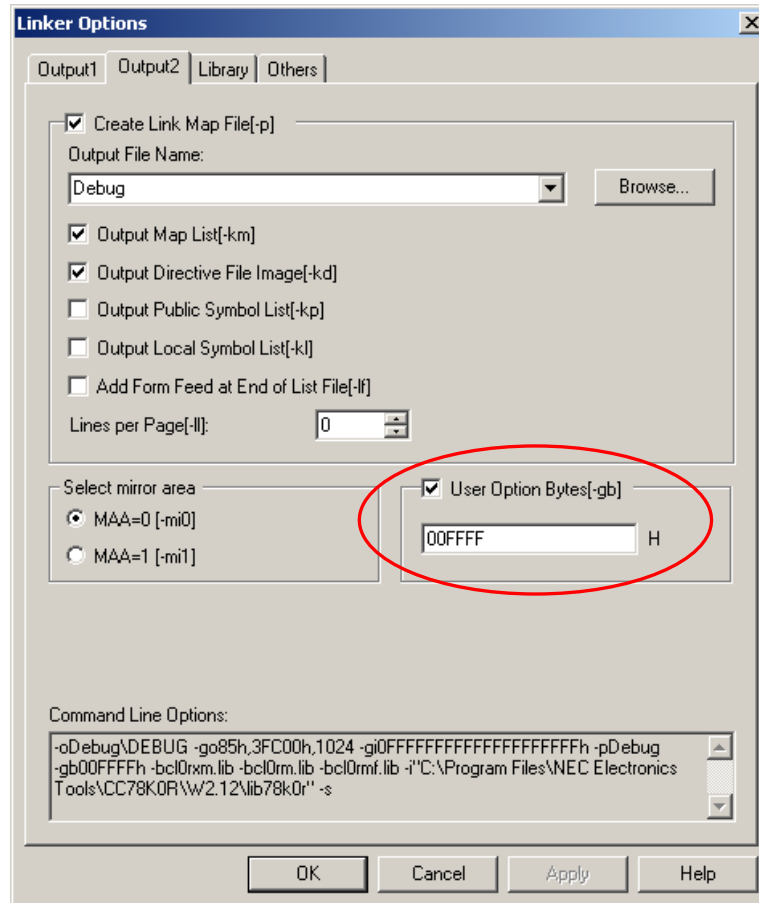 Linker Options
Output1 Output2 Library Others
Create Link Map File[-p]
Output File Name:
Debug
Browse...
Output Map List[-km]
Output Directive File Image[-kd]
Output Public Symbol List[-kp]
Output Local Symbol List[-kl]
Add Form Feed at End of List File[-lf]
Lines per Page[-ll]: 0
Select mirror area
MAA=0 [-mi0]
MAA=1 [-mi1]
User Option Bytes[-gb]
00FFFF H
Command Line Options:
-oDebug\DEBUG -go85h,3FC00h,1024 -gi0FFFFFFFFFFFFFFFFFFFFh -pDebug
-gb00FFFFh -bcl0rxm.lib -bcl0rm.lib -bcl0rmf.lib -i"C:\Program Files\NEC Electronics
Tools\CC78K0R\W2.12\lib78k0r" -s
OK Cancel Apply Help